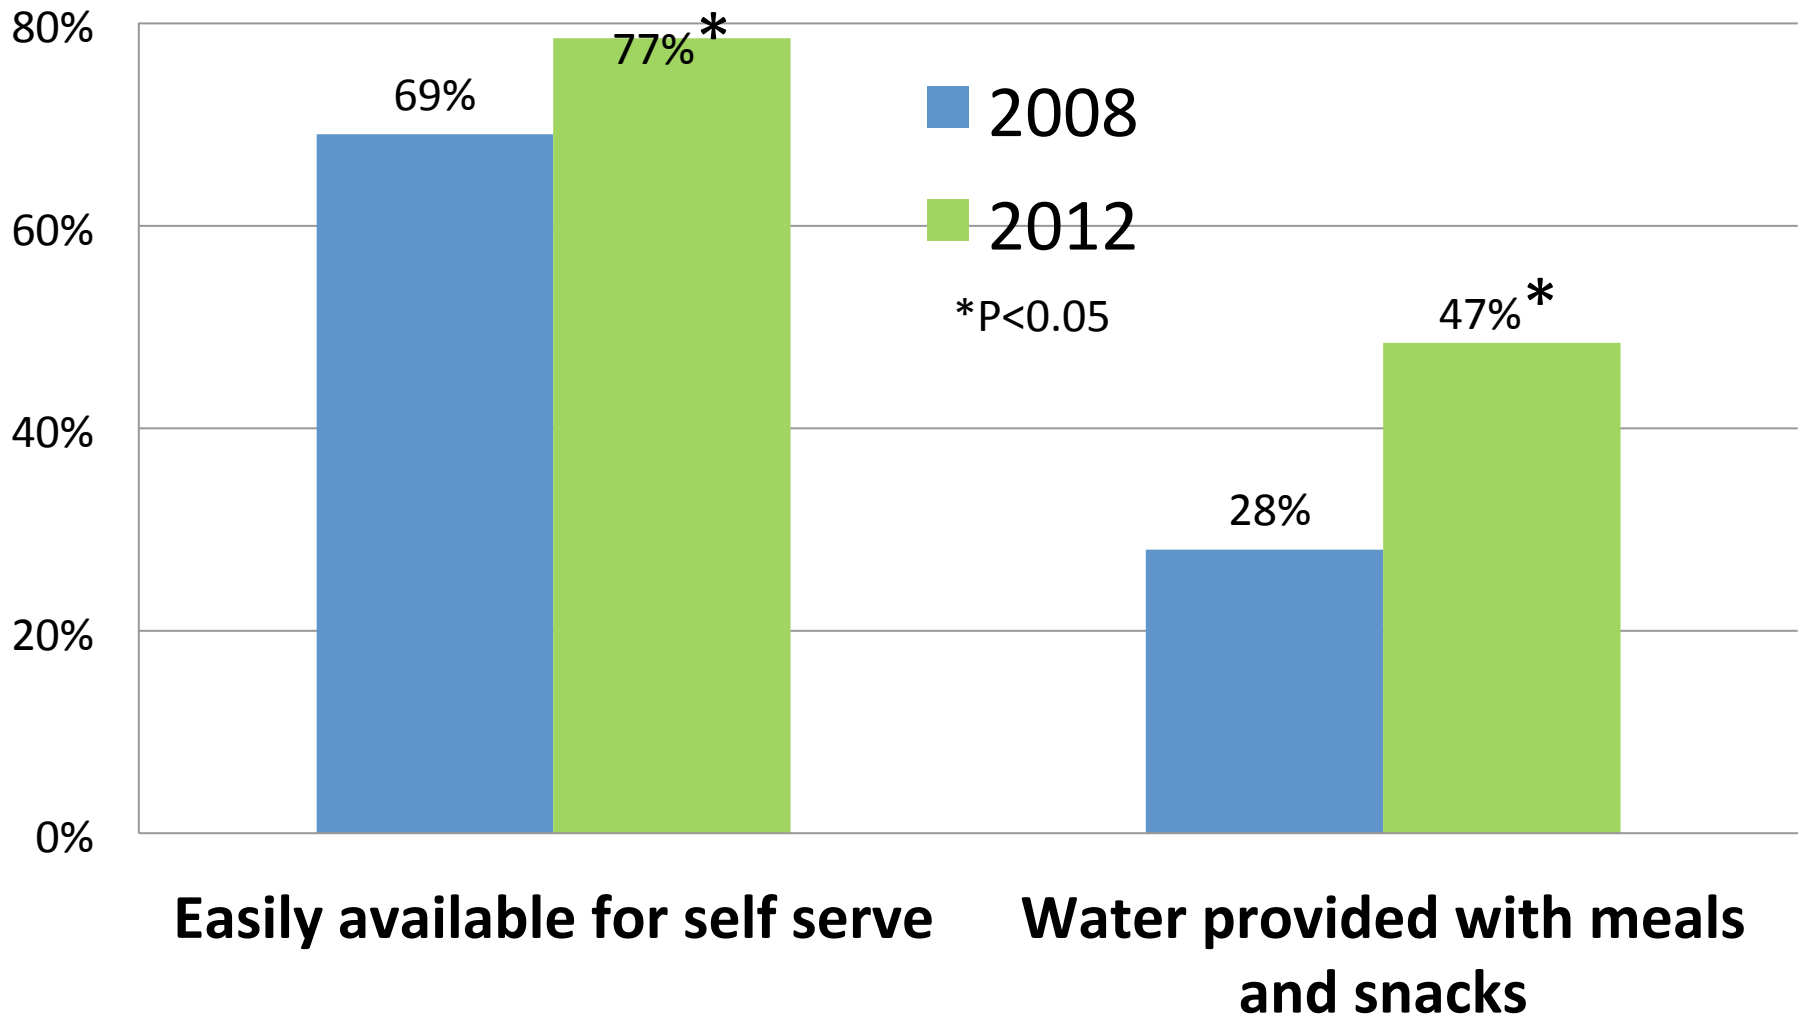 80%
77%*
69%
2008
60%
2012
*P<0.05
47%*
40%
28%
20%
0%
Easily available for self serve
Water provided with meals
and snacks